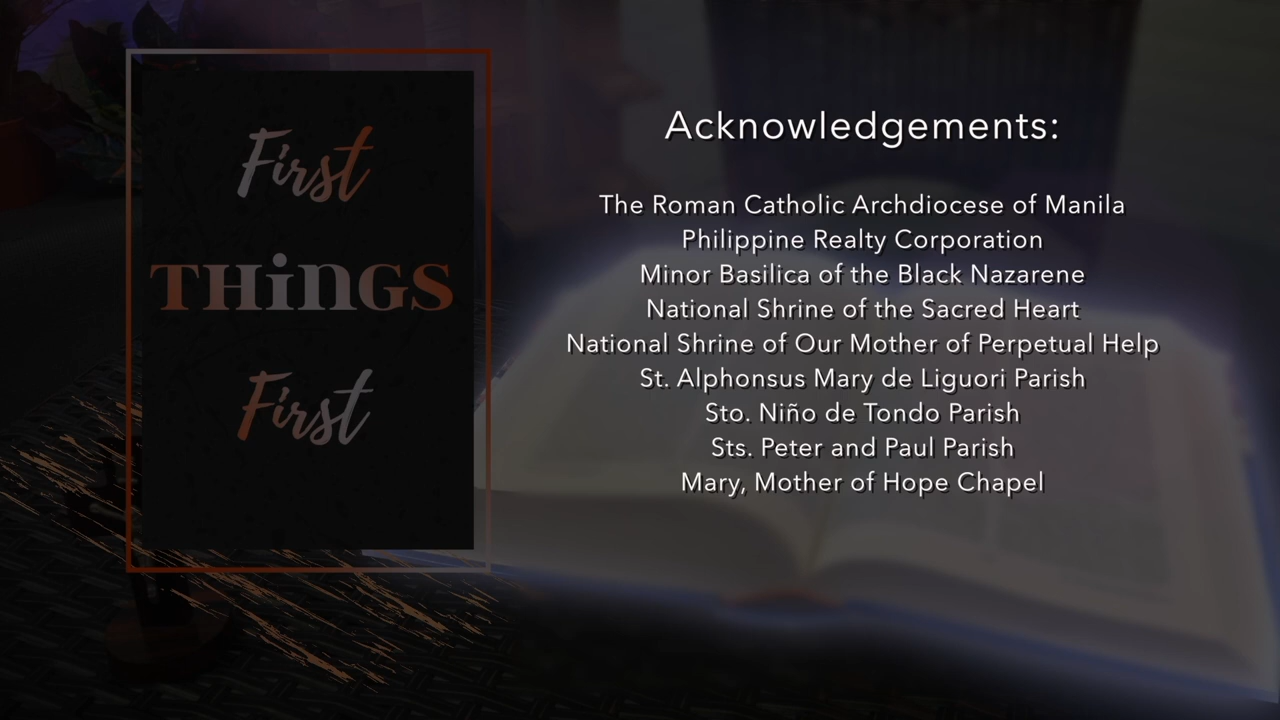 First
THiNGS
First
Acknowledgements:
The Roman Catholic Archdiocese of Manila
Philippine Realty Corporation
Minor Basilica of the Black Nazarene
National Shrine of the Sacred Heart
National Shrine of Our Mother of Perpetual Help
St. Alphonsus Mary de Liguori Parish
Sto. Niño de Tondo Parish
Sts. Peter and Paul Parish
Mary, Mother of Hope Chapel